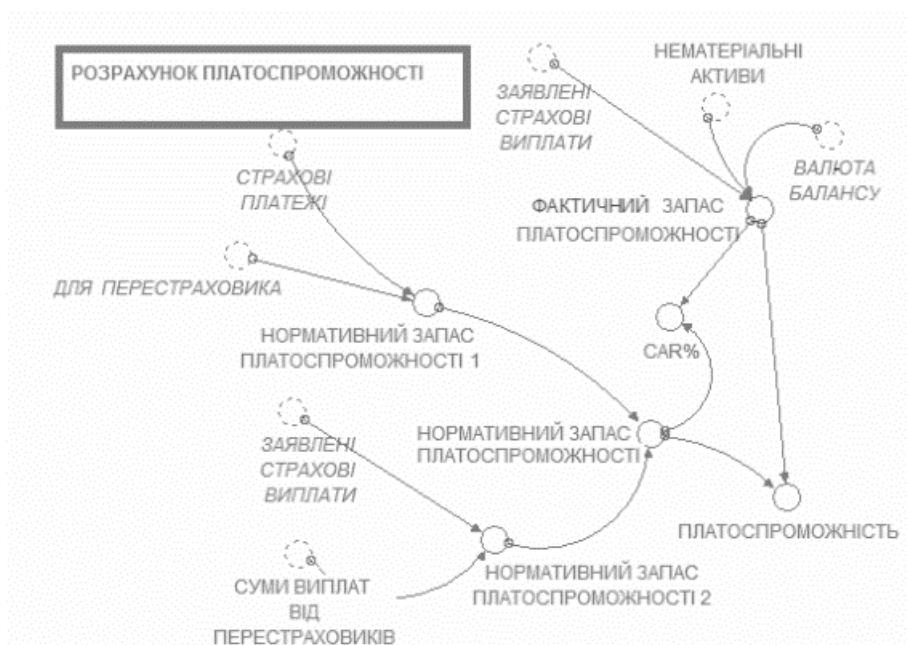 РОЗРАХУНОК ПЛАТОСПРОМОЖНОСТІ
НЕМАТЕРІАЛЬНІ
АКТИВИ
ЗАЯВЛЕНІ
СТРАХОВІ
ВИПЛАТИ
ВАЛЮТА
БАЛАНСУ
СТРАХОВІ
ПЛАТЕЖІ
ФАКТИЧНИЙ ЗАПАС
ПЛАТОСПРОМОЖНОСТІ
ДЛЯ ПЕРЕСТРАХОВИКА
НОРМАТИВНИЙ ЗАПАС
ПЛАТОСПРОМОЖНОСТІ 1
CAR%
НОРМАТИВНИЙ ЗАПАС
ПЛАТОСПРОМОЖНОСТІ
ЗАЯВЛЕНІ
СТРАХОВІ
ВИПЛАТИ
ПЛАТОСПРОМОЖНІСТЬ
НОРМАТИВНИЙ ЗАПАС
ПЛАТОСПРОМОЖНОСТІ 2
СУМИ ВИПЛАТ
ВІД
ПЕРЕСТРАХОВИКІВ